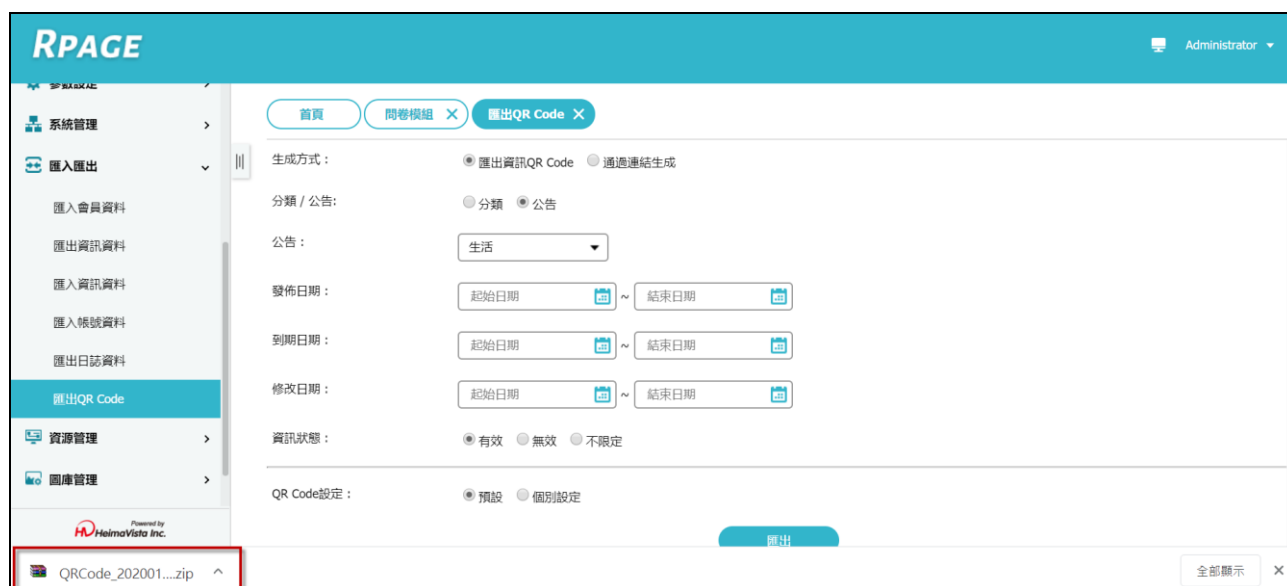 RPAGE
Administrator
參數設定
系統管理
匯入匯出
匯入會員資料
匯出資訊資料
匯入資訊資料
匯入帳號資料
匯出日誌資料
匯出QR Code
資源管理
圖庫管理
Powered by
HeimaVista Inc.
首頁 問卷模組 匯出QR Code
生成方式： 匯出資訊QR Code 通過連結生成
分類 / 公告: 分類 公告
公告： 生活
發佈日期： 起始日期 ~ 結束日期
到期日期： 起始日期 ~ 結束日期
修改日期： 起始日期 ~ 結束日期
資訊狀態： 有效 無效 不限定
QR Code設定： 預設 個別設定
匯出
QRCode_202001....zip
全部顯示